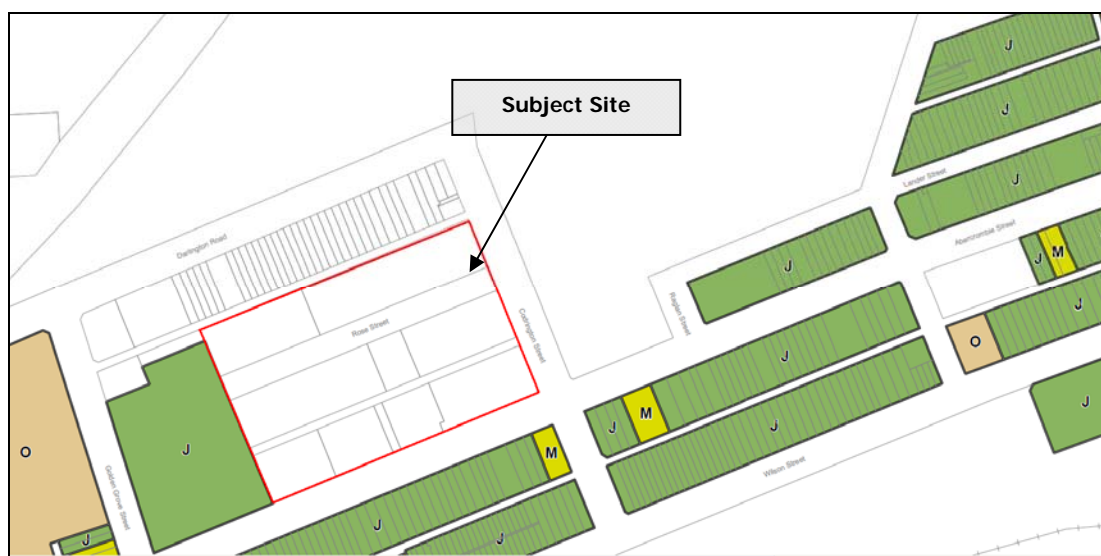 J
J
Subject Site
J
Lander Street
Abercrombie Street
Darlington Road
J
M
J
Raglan Street
Rose Street
Codrington Street
J
O
J
J
M
J
J
O
J
M
J
Wilson Street
Golden Grove Street
J
J
J